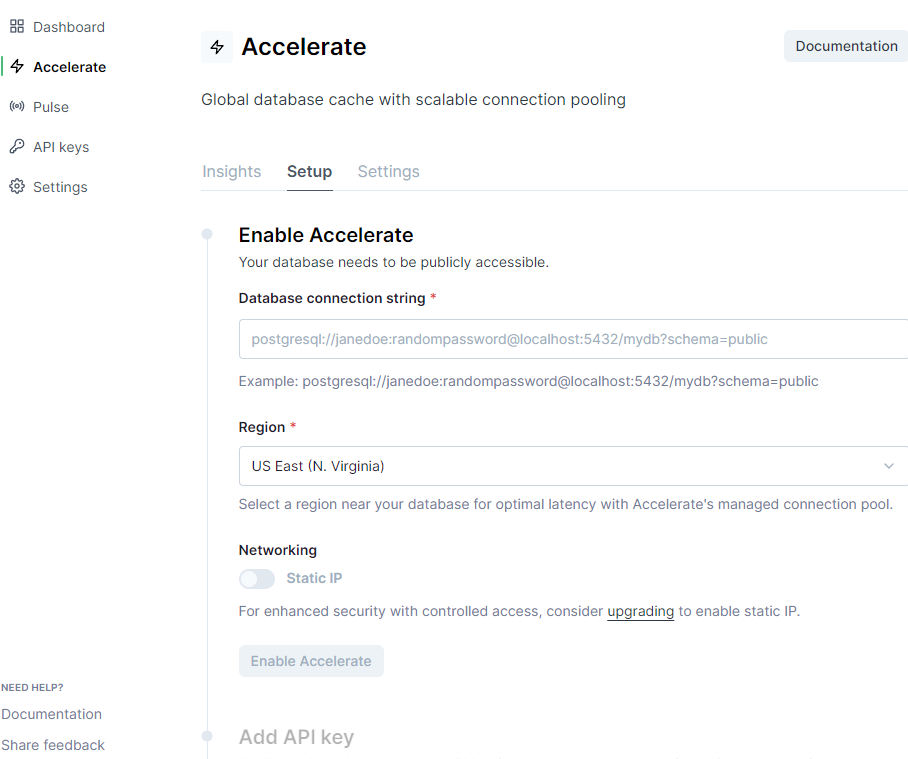 Dashboard
Accelerate
Pulse
API keys
Settings
NEED HELP?
Documentation
Share feedback
Accelerate
Documentation
Global database cache with scalable connection pooling
Insights Setup Settings
Enable Accelerate
Your database needs to be publicly accessible.
Database connection string *
postgresql://janedoe:randompassword@localhost:5432/mydb?schema=public
Example: postgresql://janedoe:randompassword@localhost:5432/mydb?schema=public
Region *
US East (N. Virginia)
Select a region near your database for optimal latency with Accelerate's managed connection pool.
Networking
Static IP
For enhanced security with controlled access, consider upgrading to enable static IP.
Enable Accelerate
Add API key